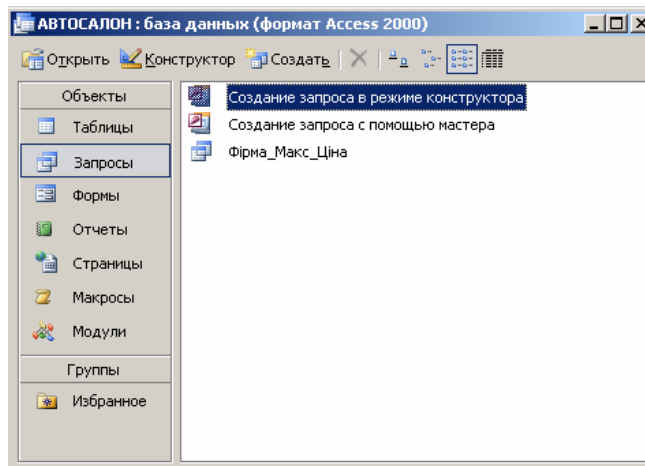 АВТОСАЛОН : база данных (формат Access 2000)
Открыть Конструктор Создать
Объекты
Таблицы
Запросы
Формы
Отчеты
Страницы
Макросы
Модули
Группы
Избранное
Создание запроса в режиме конструктора
Создание запроса с помощью мастера
Фірма_Макс_Ціна